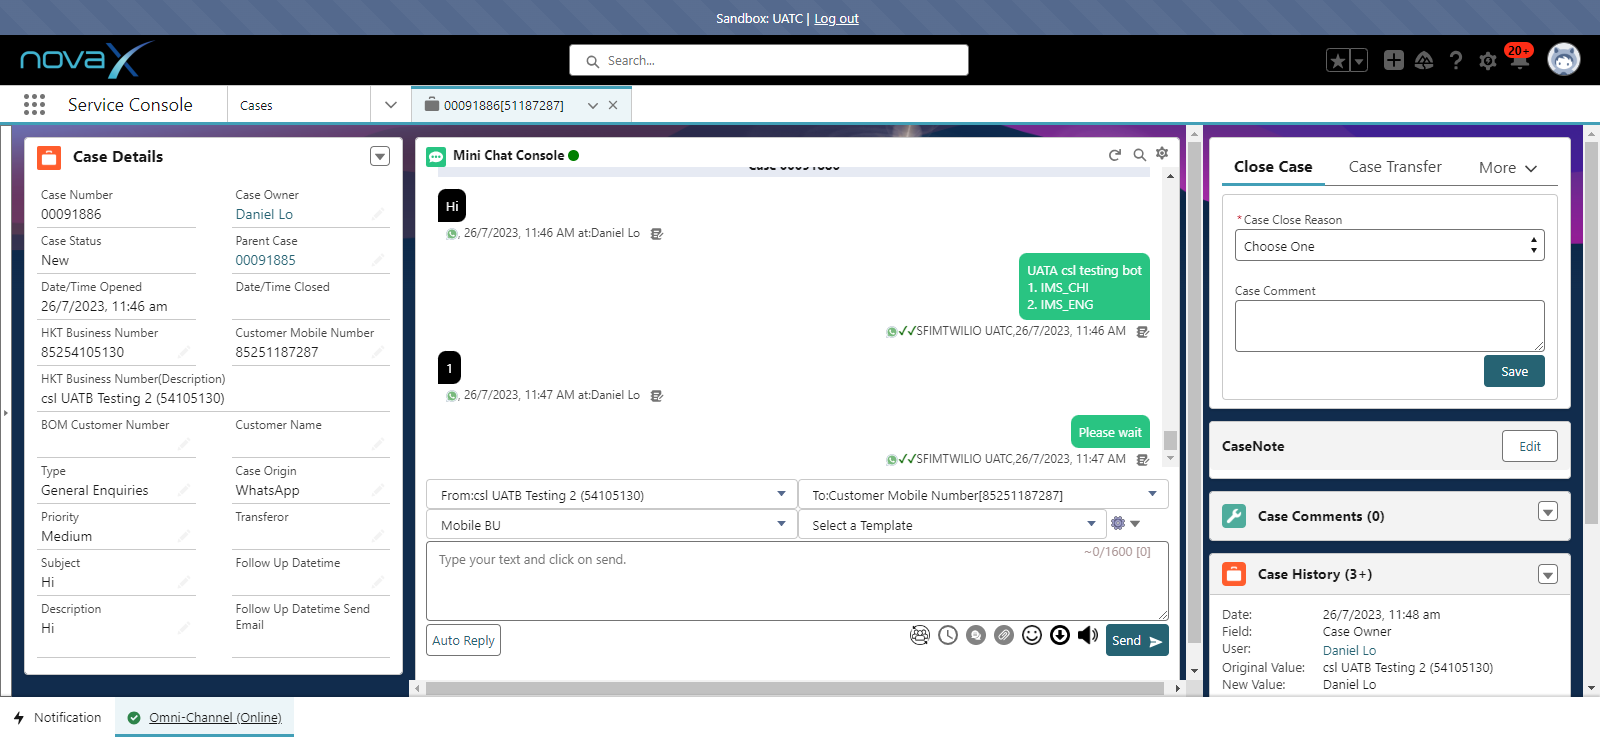 Sandbox: UATC | Log out
novaX
Search...
20+
Service Console
Cases
00091886[51187287]
Case Details
Case Number
00091886
Case Owner
Daniel Lo
Case Status
New
Parent Case
00091885
Date/Time Opened
26/7/2023, 11:46 am
Date/Time Closed
HKT Business Number
85254105130
Customer Mobile Number
85251187287
HKT Business Number(Description)
csl UATB Testing 2 (54105130)
BOM Customer Number
Customer Name
Type
General Enquiries
Case Origin
WhatsApp
Priority
Medium
Transferor
Subject
Hi
Follow Up Datetime
Description
Hi
Follow Up Datetime Send
Email
Mini Chat Console
Case 00091886
Hi
, 26/7/2023, 11:46 AM at:Daniel Lo
UATA csl testing bot
1. IMS_CHI
2. IMS_ENG
SFIMTWILIO UATC,26/7/2023, 11:46 AM
1
, 26/7/2023, 11:47 AM at:Daniel Lo
Please wait
SFIMTWILIO UATC,26/7/2023, 11:47 AM
From:csl UATB Testing 2 (54105130)
To:Customer Mobile Number[85251187287]
Mobile BU
Select a Template
Type your text and click on send.
~0/1600 [0]
Auto Reply
Send
Close Case
Case Transfer
More
*Case Close Reason
Choose One
Case Comment
Save
CaseNote
Edit
Case Comments (0)
Case History (3+)
Date: 26/7/2023, 11:48 am
Field: Case Owner
User: Daniel Lo
Original Value: csl UATB Testing 2 (54105130)
New Value: Daniel Lo
Notification
Omni-Channel (Online)